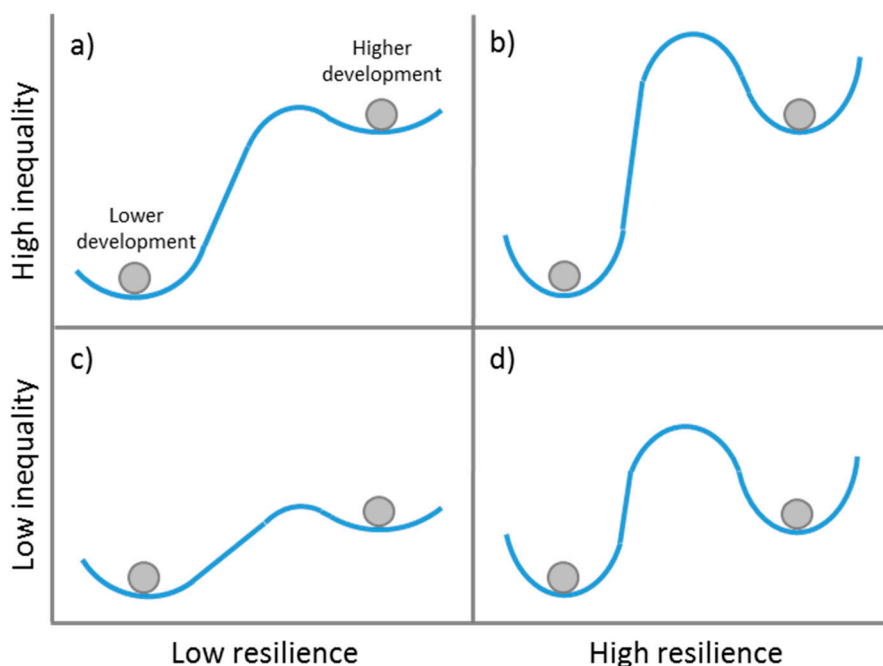 a)
Higher
development
b)
High inequality
Lower
development
c)
d)
Low inequality
Low resilience
High resilience